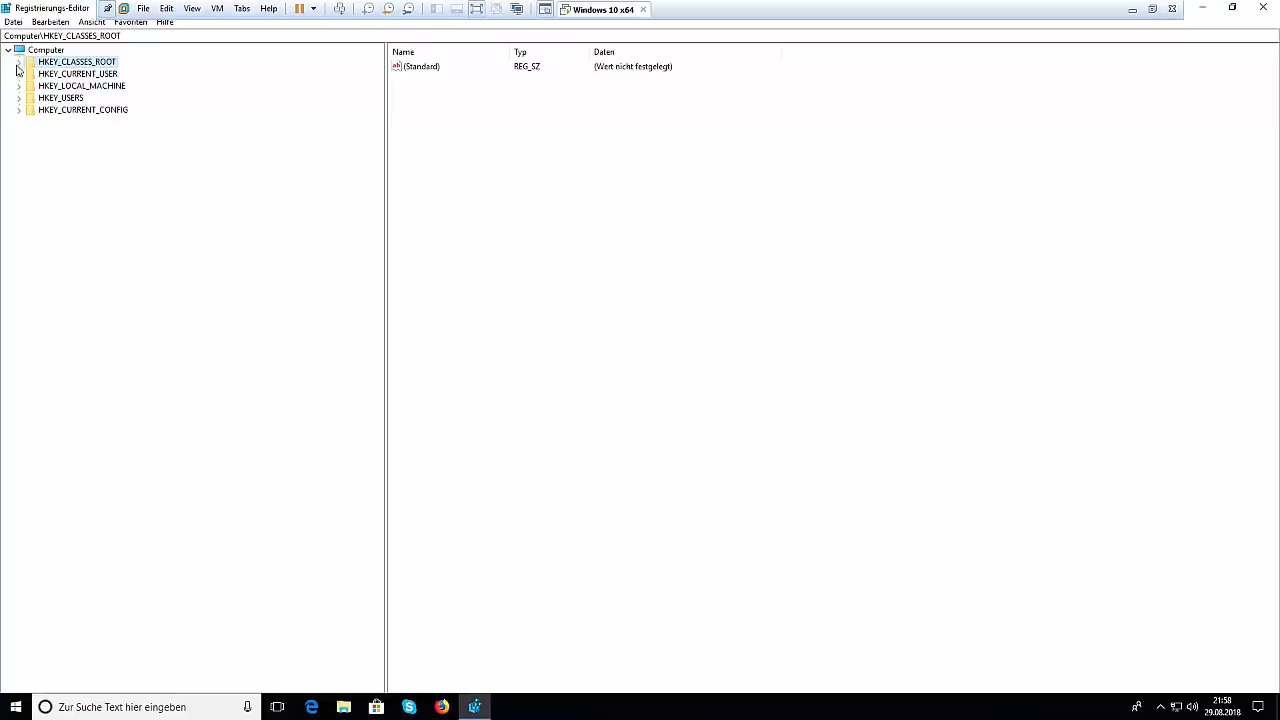 Registrierungs-Editor File Edit View VM Tabs Help Windows 10 x64
Datei Bearbeiten Ansicht Favoriten Hilfe
Computer\HKEY_CLASSES_ROOT
Computer
HKEY_CLASSES_ROOT
HKEY_CURRENT_USER
HKEY_LOCAL_MACHINE
HKEY_USERS
HKEY_CURRENT_CONFIG
Name Typ Daten
ab (Standard) REG_SZ (Wert nicht festgelegt)
Zur Suche Text hier eingeben
21:58
29.08.2018